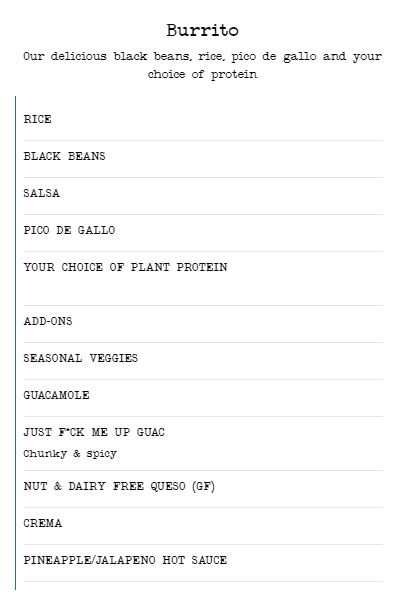 Burrito
Our delicious black beans, rice, pico de gallo and your
choice of protein
RICE
BLACK BEANS
SALSA
PICO DE GALLO
YOUR CHOICE OF PLANT PROTEIN
ADD-ONS
SEASONAL VEGGIES
GUACAMOLE
JUST F*CK ME UP GUAC
Chunky & spicy
NUT & DAIRY FREE QUESO (GF)
CREMA
PINEAPPLE/JALAPENO HOT SAUCE